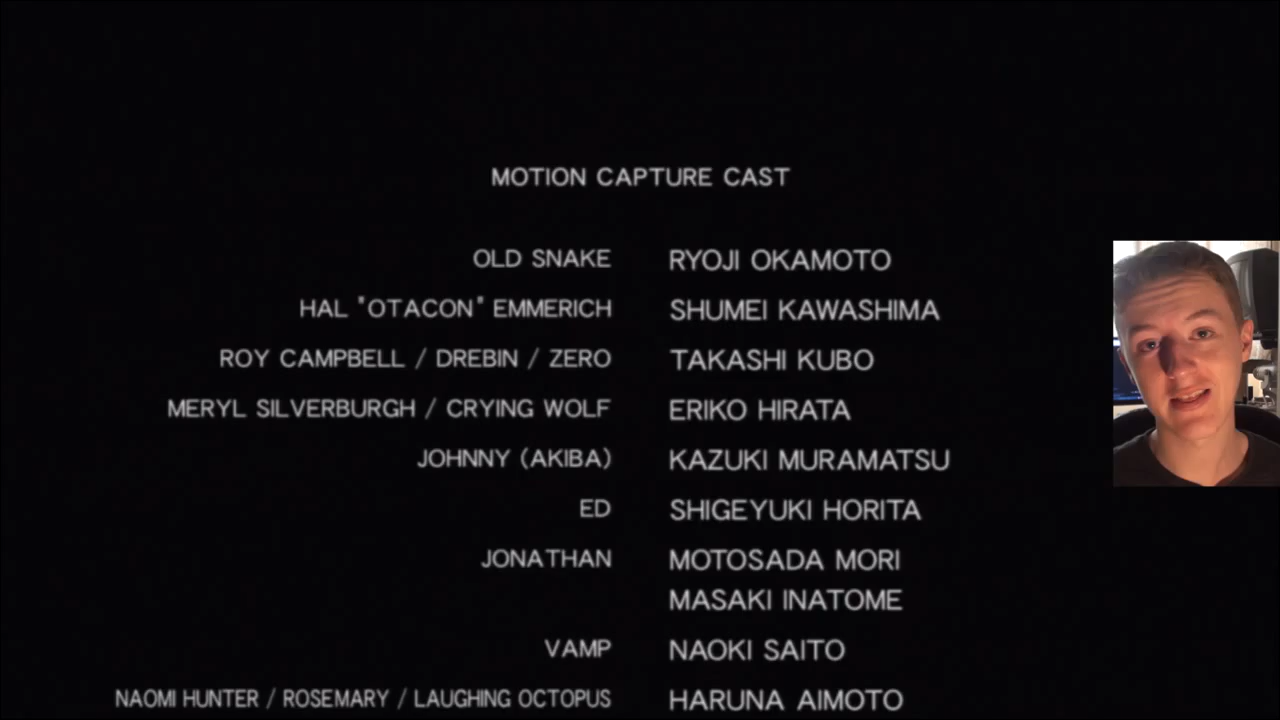 MOTION CAPTURE CAST
OLD SNAKE RYOJI OKAMOTO
HAL "OTACON" EMMERICH SHUMEI KAWASHIMA
ROY CAMPBELL / DREBIN / ZERO TAKASHI KUBO
MERYL SILVERBURGH / CRYING WOLF ERIKO HIRATA
JOHNNY (AKIBA) KAZUKI MURAMATSU
ED SHIGEYUKI HORITA
JONATHAN MOTOSADA MORI
MASAKI INATOME
VAMP NAOKI SAITO
NAOMI HUNTER / ROSEMARY / LAUGHING OCTOPUS HARUNA AIMOTO